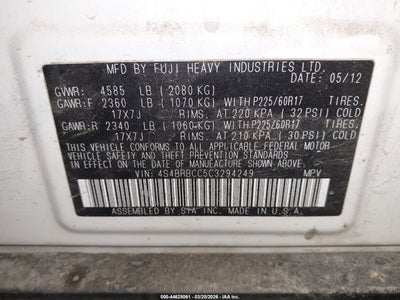 MFD BY FUJI HEAVY INDUSTRIES LTD.
DATE: 05/12
GVWR: 4585 LB ( 2080 KG)
GAWR:F 2360 LB ( 1070 KG) WITH P225/60R17 TIRES.
17X7J RIMS. AT 220 KPA ( 32 PSI) COLD
GAWR:R 2340 LB ( 1060 KG) WITH P225/60R17 TIRES.
17X7J RIMS. AT 210 KPA ( 30 PSI) COLD
THIS VEHICLE CONFORMS TO ALL APPLICABLE FEDERAL MOTOR
VEHICLE SAFETY, BUMPER, AND THEFT PREVENTION STANDARDS
IN EFFECT ON THE DATE OF MANUFACTURE SHOWN ABOVE.
VIN: 4S4BRBCC5C3294249 MPV
ASSEMBLED BY SIA INC. MADE IN U.S.A.
000-44629061 - 03/20/2026 - IAA Inc.